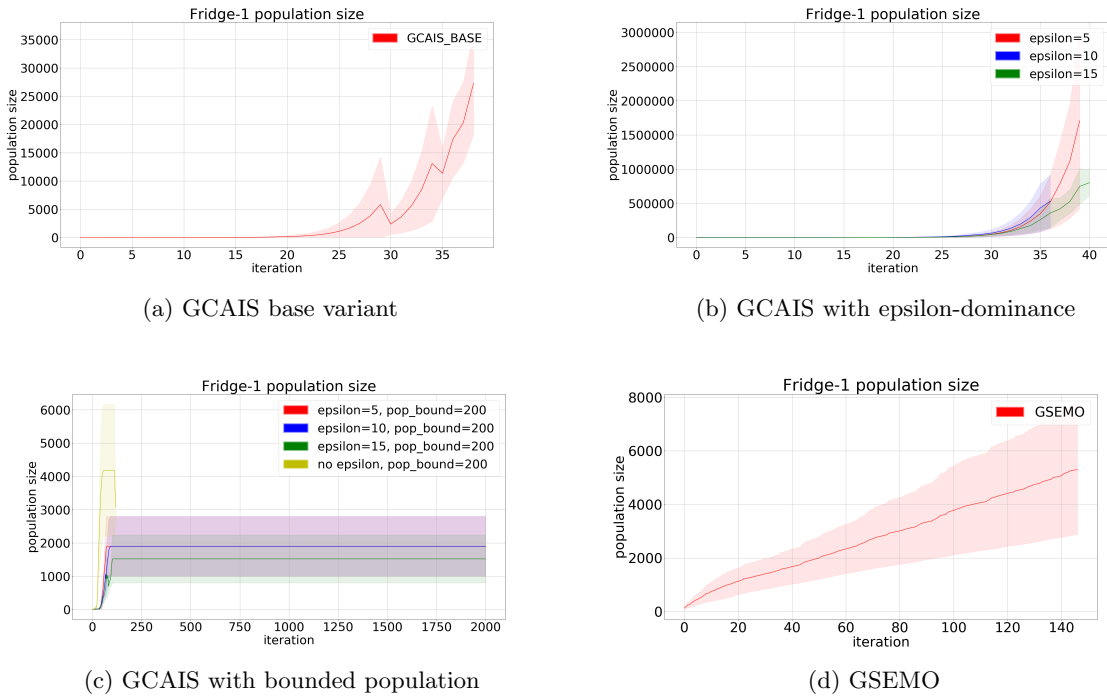 Fridge-1 population size
GCAIS_BASE
35000
30000
25000
20000
15000
10000
5000
0
population size
0 5 10 15 20 25 30 35 40
iteration
(a) GCAIS base variant
Fridge-1 population size
epsilon=5
epsilon=10
epsilon=15
3000000
2500000
2000000
1500000
1000000
500000
0
population size
0 5 10 15 20 25 30 35 40
iteration
(b) GCAIS with epsilon-dominance
Fridge-1 population size
epsilon=5, pop_bound=200
epsilon=10, pop_bound=200
epsilon=15, pop_bound=200
no epsilon, pop_bound=200
6000
5000
4000
3000
2000
1000
0
population size
0 250 500 750 1000 1250 1500 1750 2000
iteration
(c) GCAIS with bounded population
Fridge-1 population size
GSEMO
8000
6000
4000
2000
0
population size
0 20 40 60 80 100 120 140
iteration
(d) GSEMO